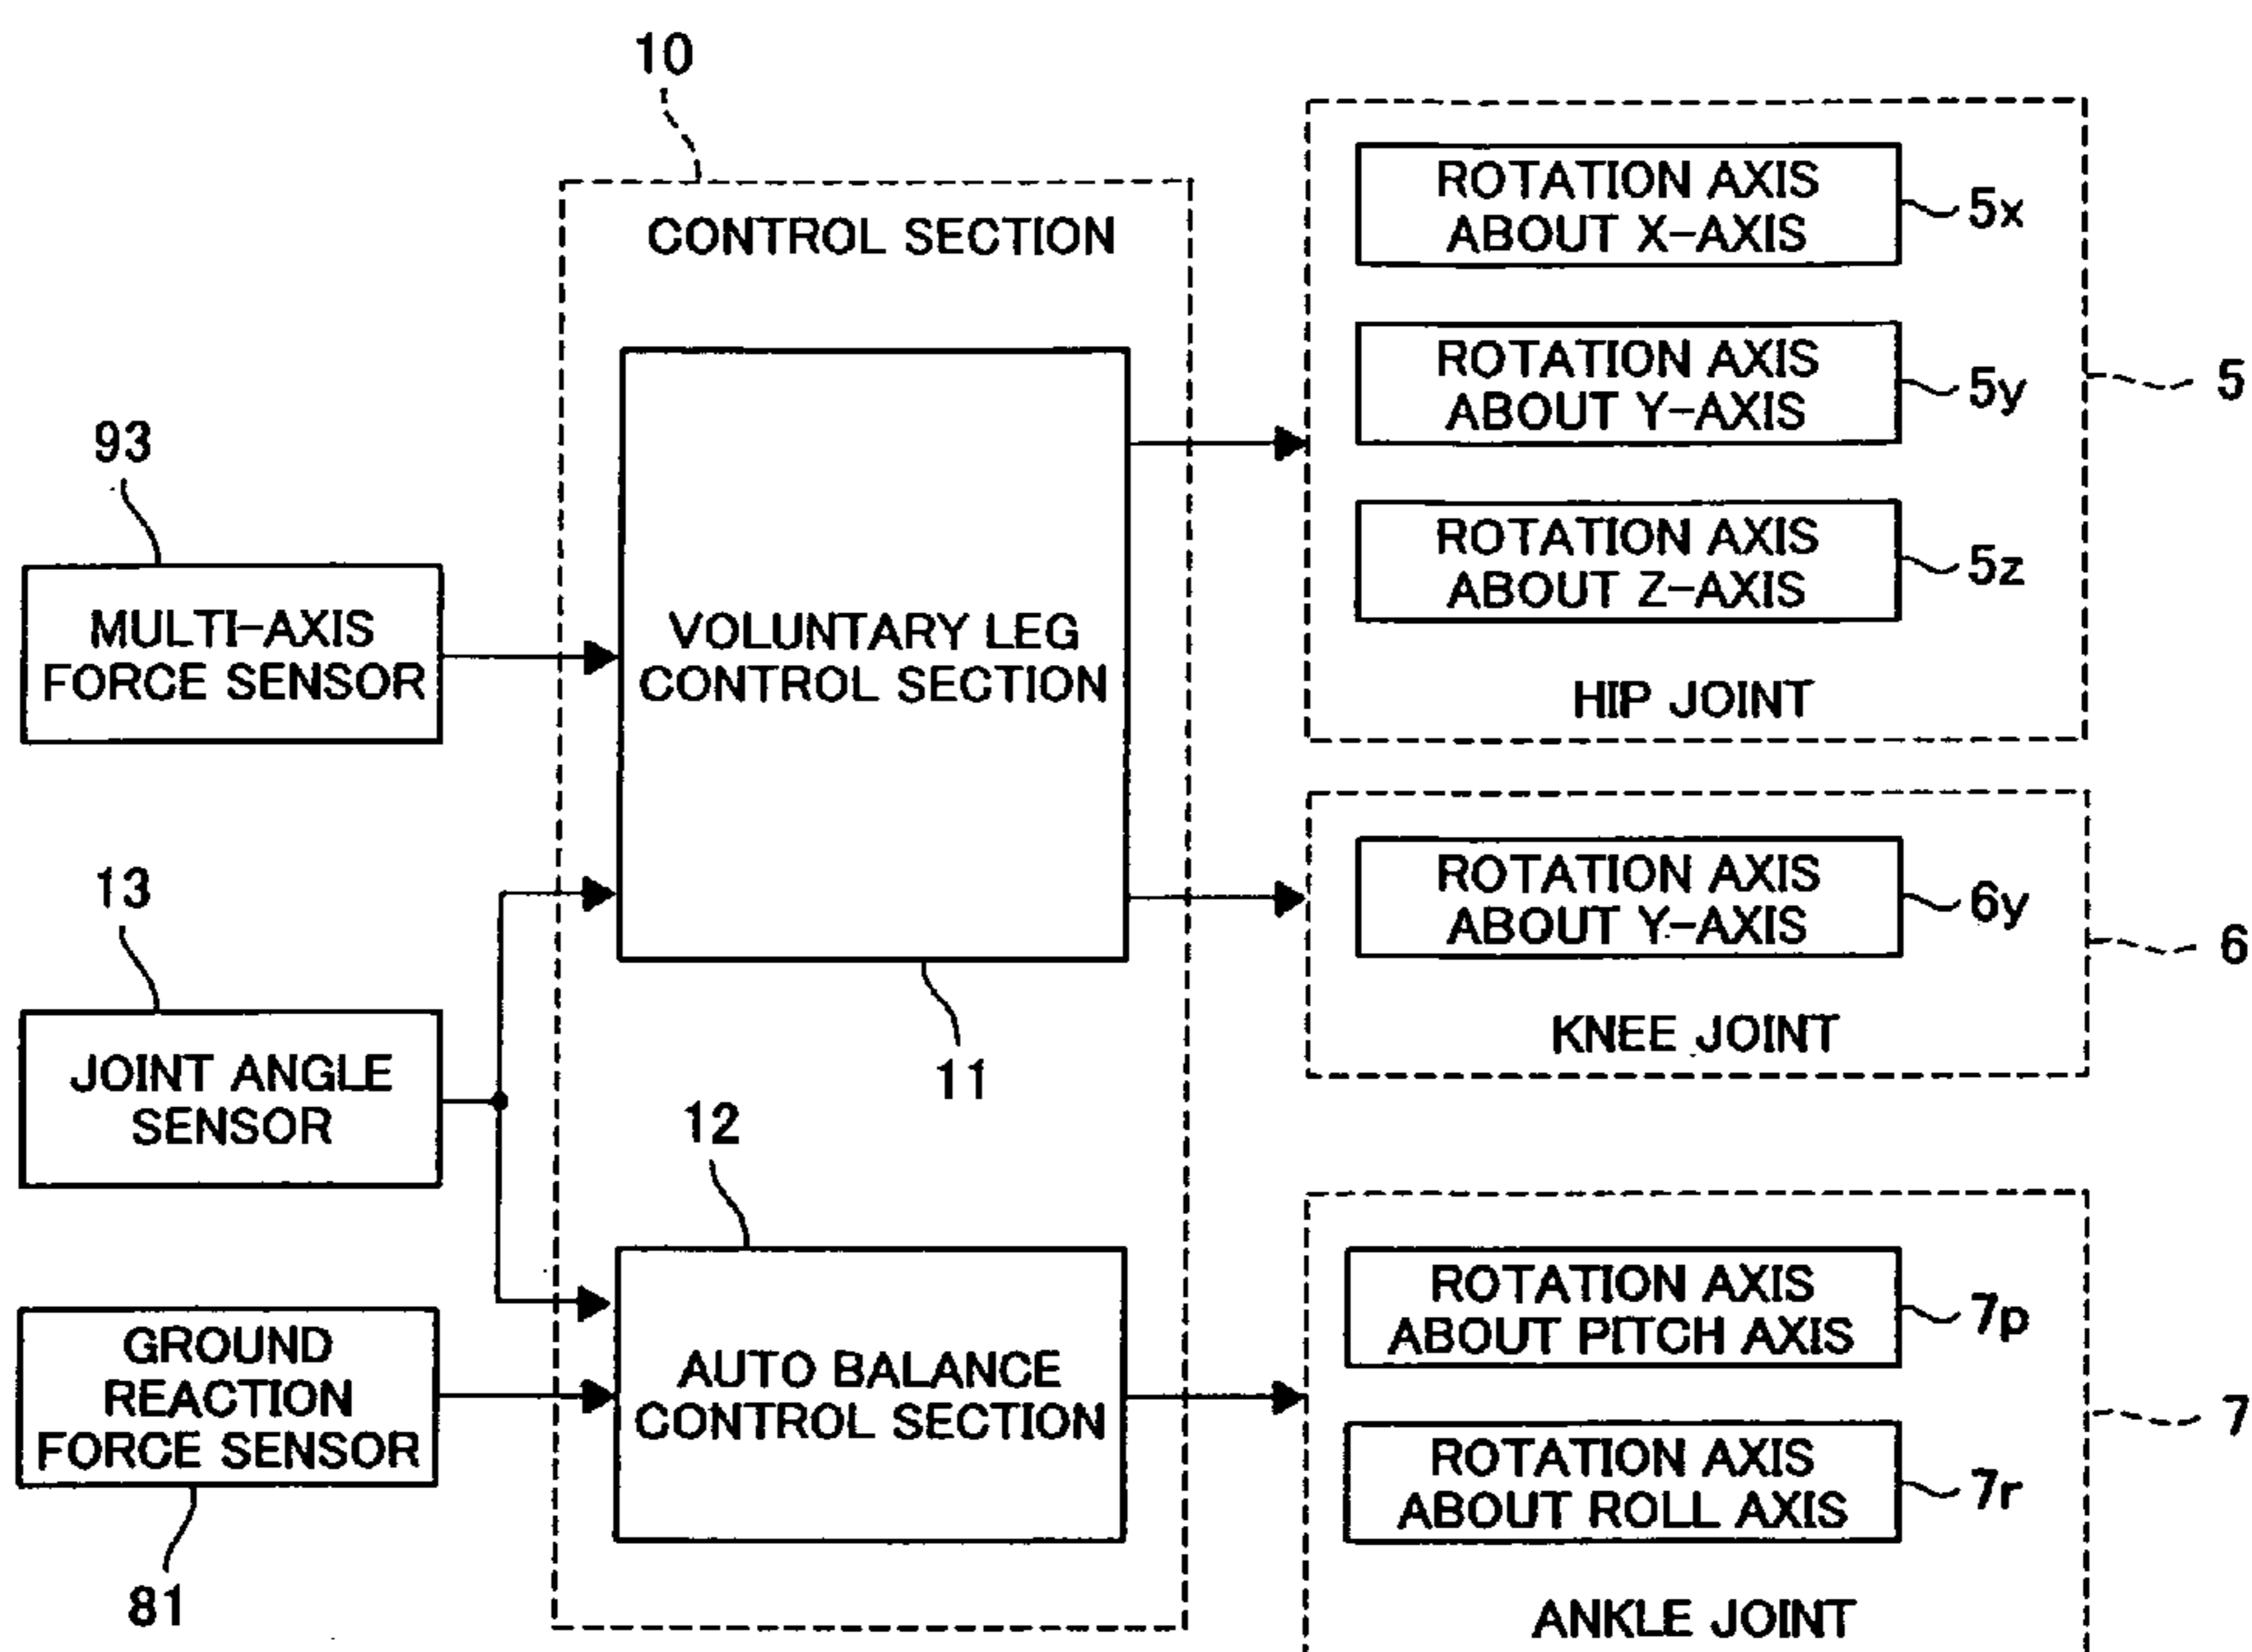 10
CONTROL SECTION
93
MULTI-AXIS
FORCE SENSOR
13
JOINT ANGLE
SENSOR
GROUND
REACTION
FORCE SENSOR
81
VOLUNTARY LEG
CONTROL SECTION
11
12
AUTO BALANCE
CONTROL SECTION
ROTATION AXIS
ABOUT X-AXIS
5x
ROTATION AXIS
ABOUT Y-AXIS
5y
5
ROTATION AXIS
ABOUT Z-AXIS
5z
HIP JOINT
ROTATION AXIS
ABOUT Y-AXIS
6y
6
KNEE JOINT
ROTATION AXIS
ABOUT PITCH AXIS
7p
7
ROTATION AXIS
ABOUT ROLL AXIS
7r
ANKLE JOINT